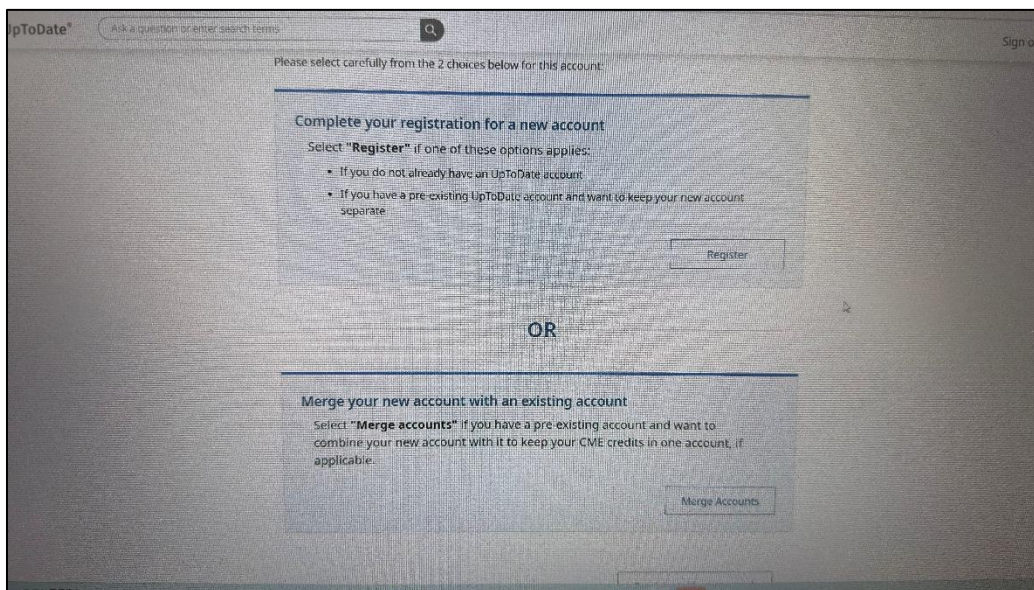 UpToDate®
Ask a question or enter search terms
Sign o
Please select carefully from the 2 choices below for this account:
Complete your registration for a new account
Select "Register" if one of these options applies:
• If you do not already have an UpToDate account
• If you have a pre-existing UpToDate account and want to keep your new account
separate
Register
OR
Merge your new account with an existing account
Select "Merge accounts" if you have a pre-existing account and want to
combine your new account with it to keep your CME credits in one account, if
applicable.
Merge Accounts